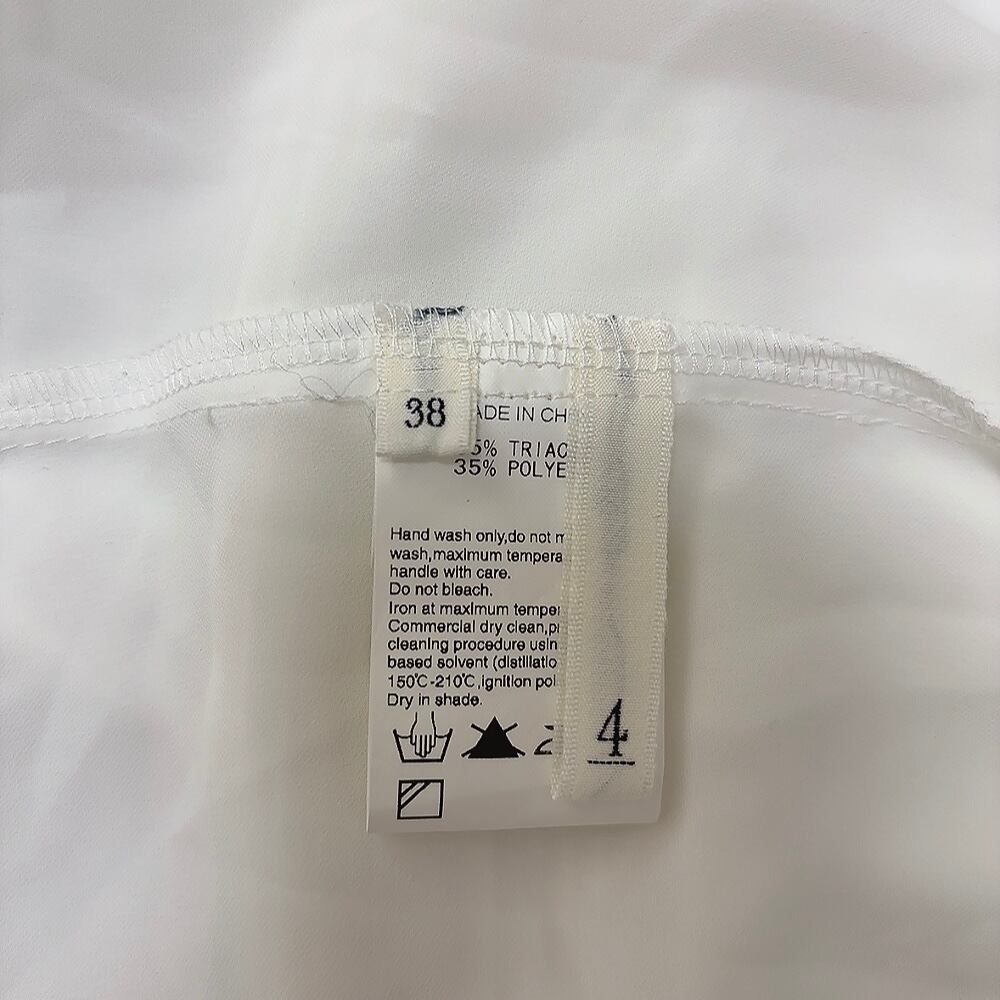 38
ADE IN CH
5% TRIAC
35% POLYE
Hand wash only,do not m
wash,maximum tempera
handle with care.
Do not bleach.
Iron at maximum temper
Commercial dry clean,pr
cleaning procedure usin
based solvent (distillatio
150℃-210℃,ignition poi
Dry in shade.
4